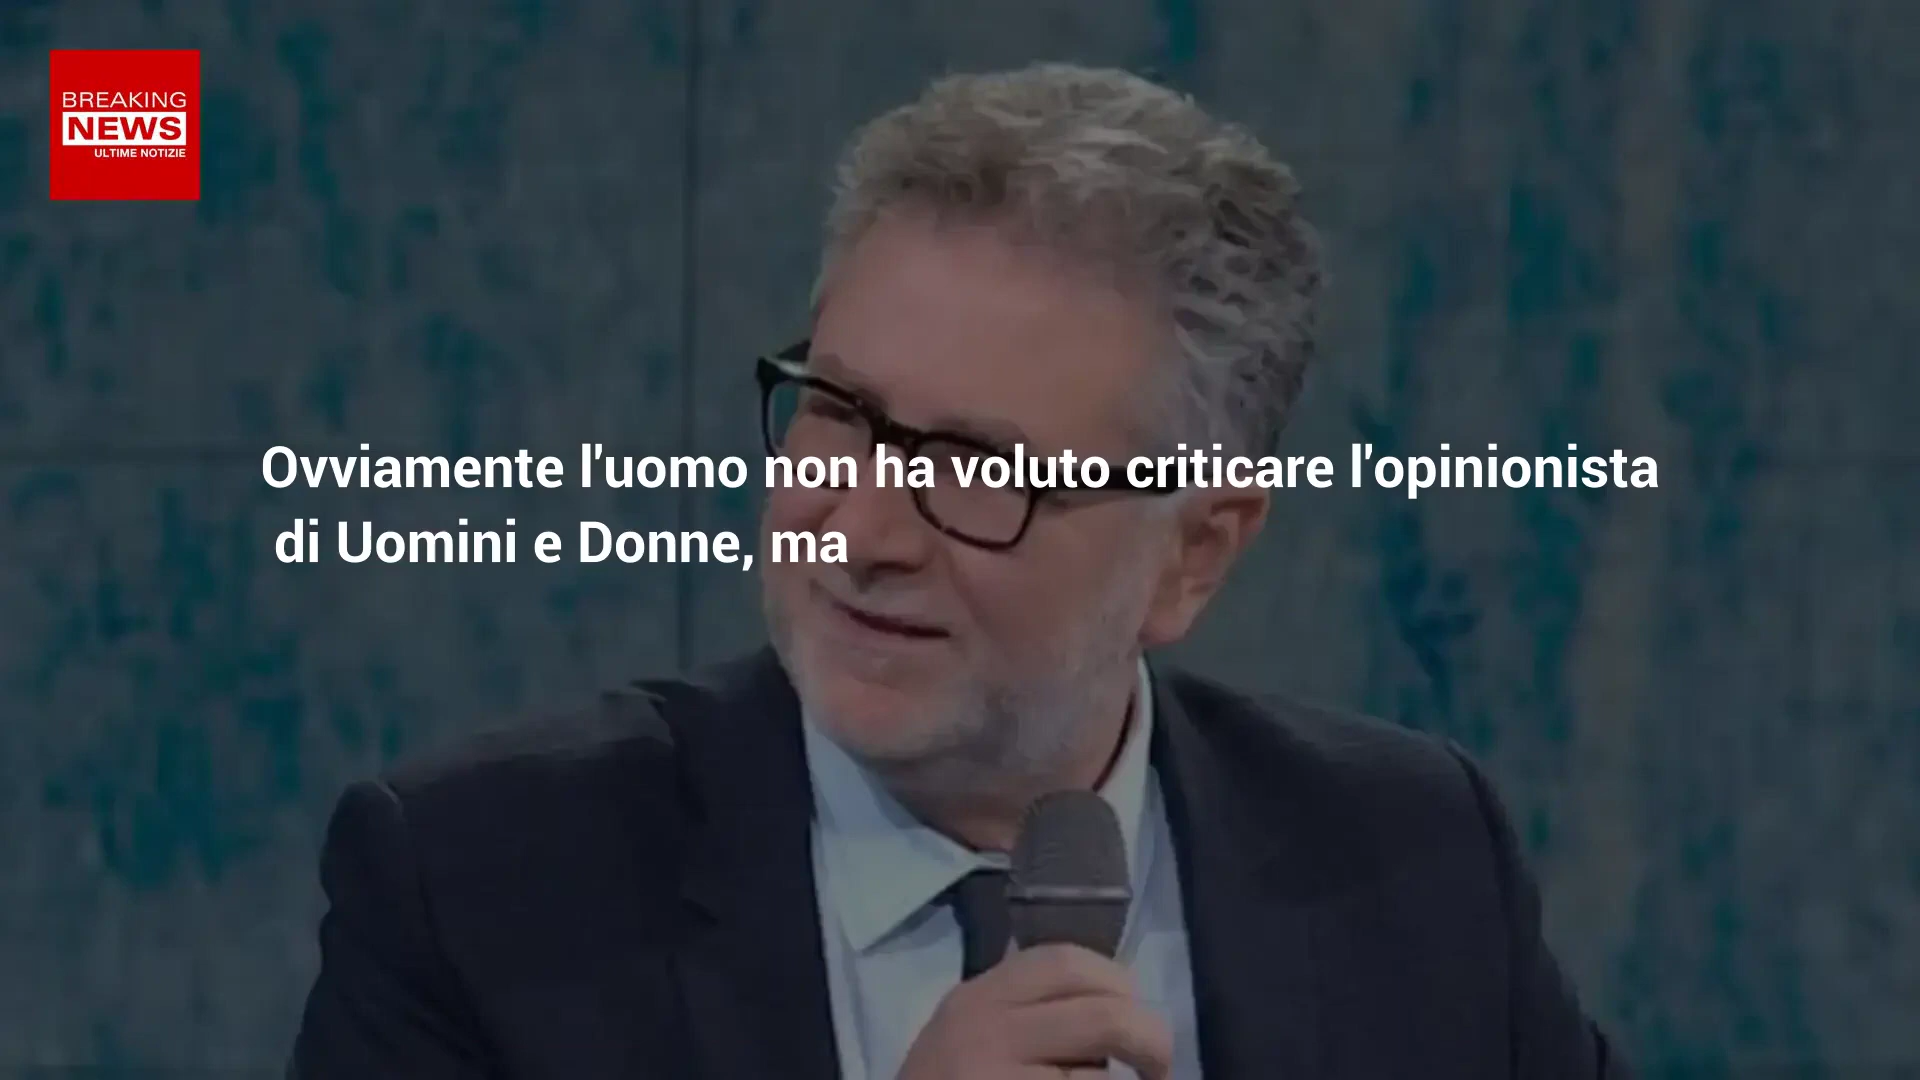 BREAKING
NEWS
ULTIME NOTIZIE
Ovviamente l'uomo non ha voluto criticare l'opinionista
di Uomini e Donne, ma